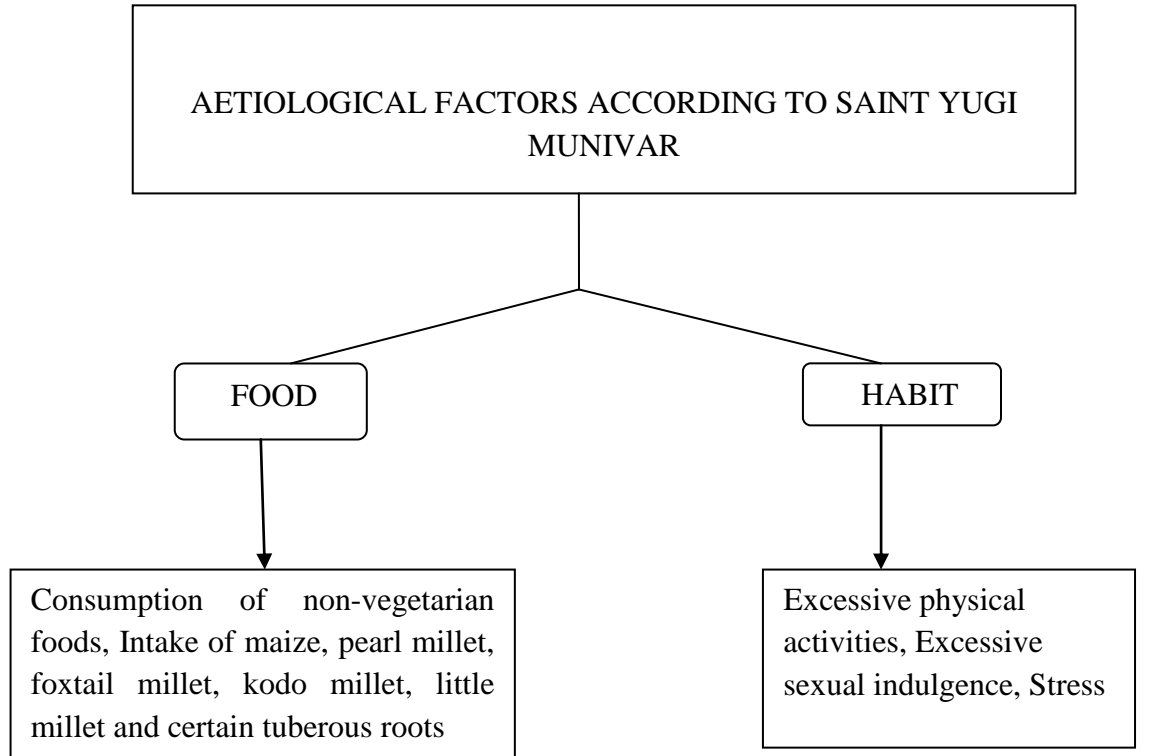 AETIOLOGICAL FACTORS ACCORDING TO SAINT YUGI
MUNIVAR
FOOD
HABIT
Consumption of non-vegetarian
foods, Intake of maize, pearl millet,
foxtail millet, kodo millet, little
millet and certain tuberous roots
Excessive physical
activities, Excessive
sexual indulgence, Stress